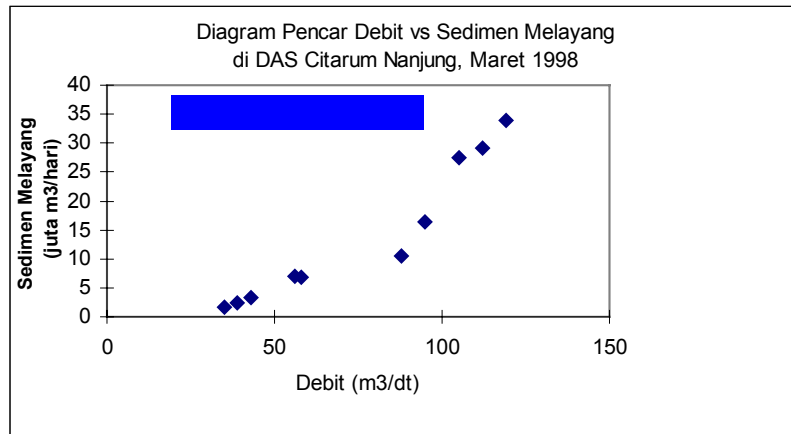 Diagram Pencar Debit vs Sedimen Melayang
di DAS Citarum Nanjung, Maret 1998
Sedimen Melayang
(juta m3/hari)
40
35
30
25
20
15
10
5
0
0
50
100
150
Debit (m3/dt)